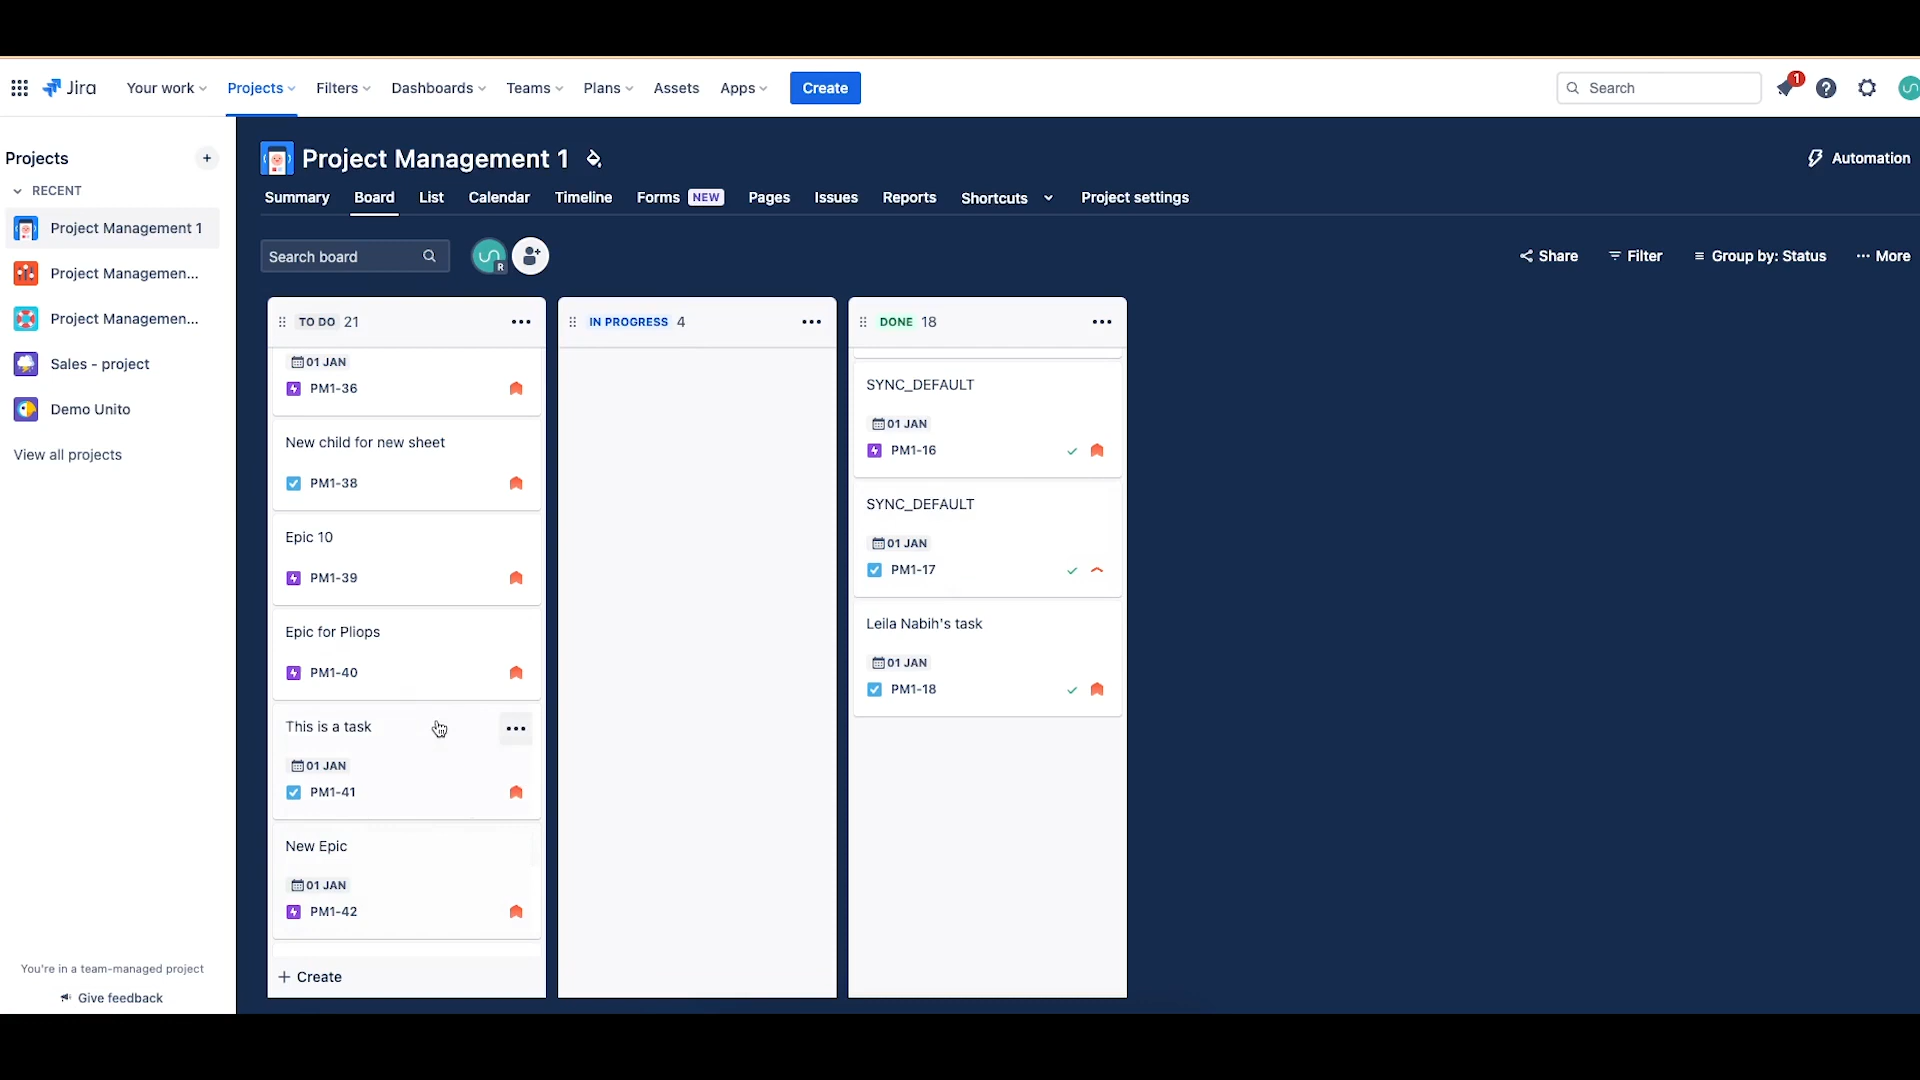 Jira
Your work
Projects
Filters
Dashboards
Teams
Plans
Assets
Apps
Create
Search
1
Projects
+
RECENT
Project Management 1
Projec Managemen...
Project Managemen...
Sales - project
Demo Unito
View all projects
You're in a team-managed project
Give feedback
Project Management 1
Automation
Summary
Board
List
Calendar
Timeline
Forms NEW
Pages
Issues
Reports
Shortcuts
Project settings
Search board
R
Share
Filter
Group by: Status
More
TO DO 21
01 JAN
PM1-36
New child for new sheet
PM1-38
Epic 10
PM1-39
Epic for Pliops
PM1-40
This is a task
01 JAN
PM1-41
New Epic
01 JAN
PM1-42
+ Create
IN PROGRESS 4
DONE 18
SYNC_DEFAULT
01 JAN
PM1-16
SYNC_DEFAULT
01 JAN
PM1-17
Leila Nabih's task
01 JAN
PM1-18